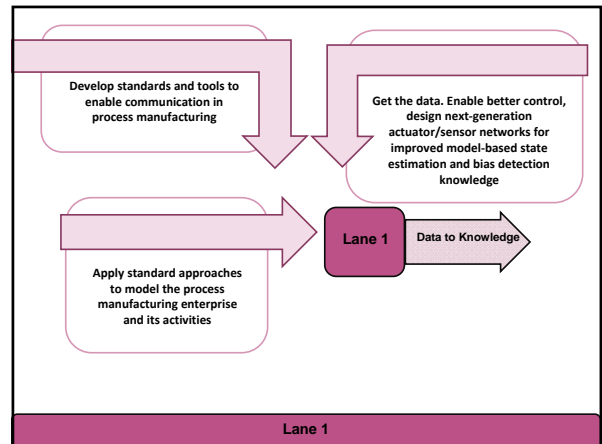 Develop standards and tools to
enable communication in
process manufacturing
Get the data. Enable better control,
design next-generation
actuator/sensor networks for
improved model-based state
estimation and bias detection
knowledge
Lane 1
Data to Knowledge
Apply standard approaches
to model the process
manufacturing enterprise
and its activities
Lane 1